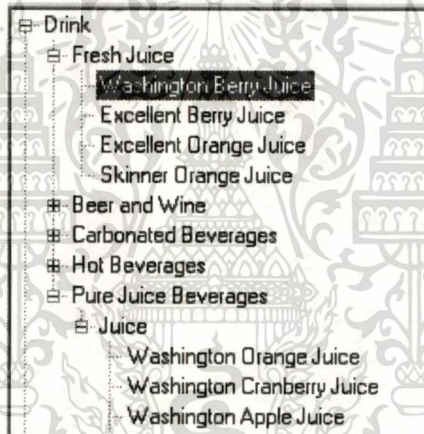 Drink
Fresh Juice
Washington Berry Juice
Excellent Berry Juice
Excellent Orange Juice
Skinner Orange Juice
Beer and Wine
Carbonated Beverages
Hot Beverages
Pure Juice Beverages
Juice
Washington Orange Juice
Washington Cranberry Juice
Washington Apple Juice